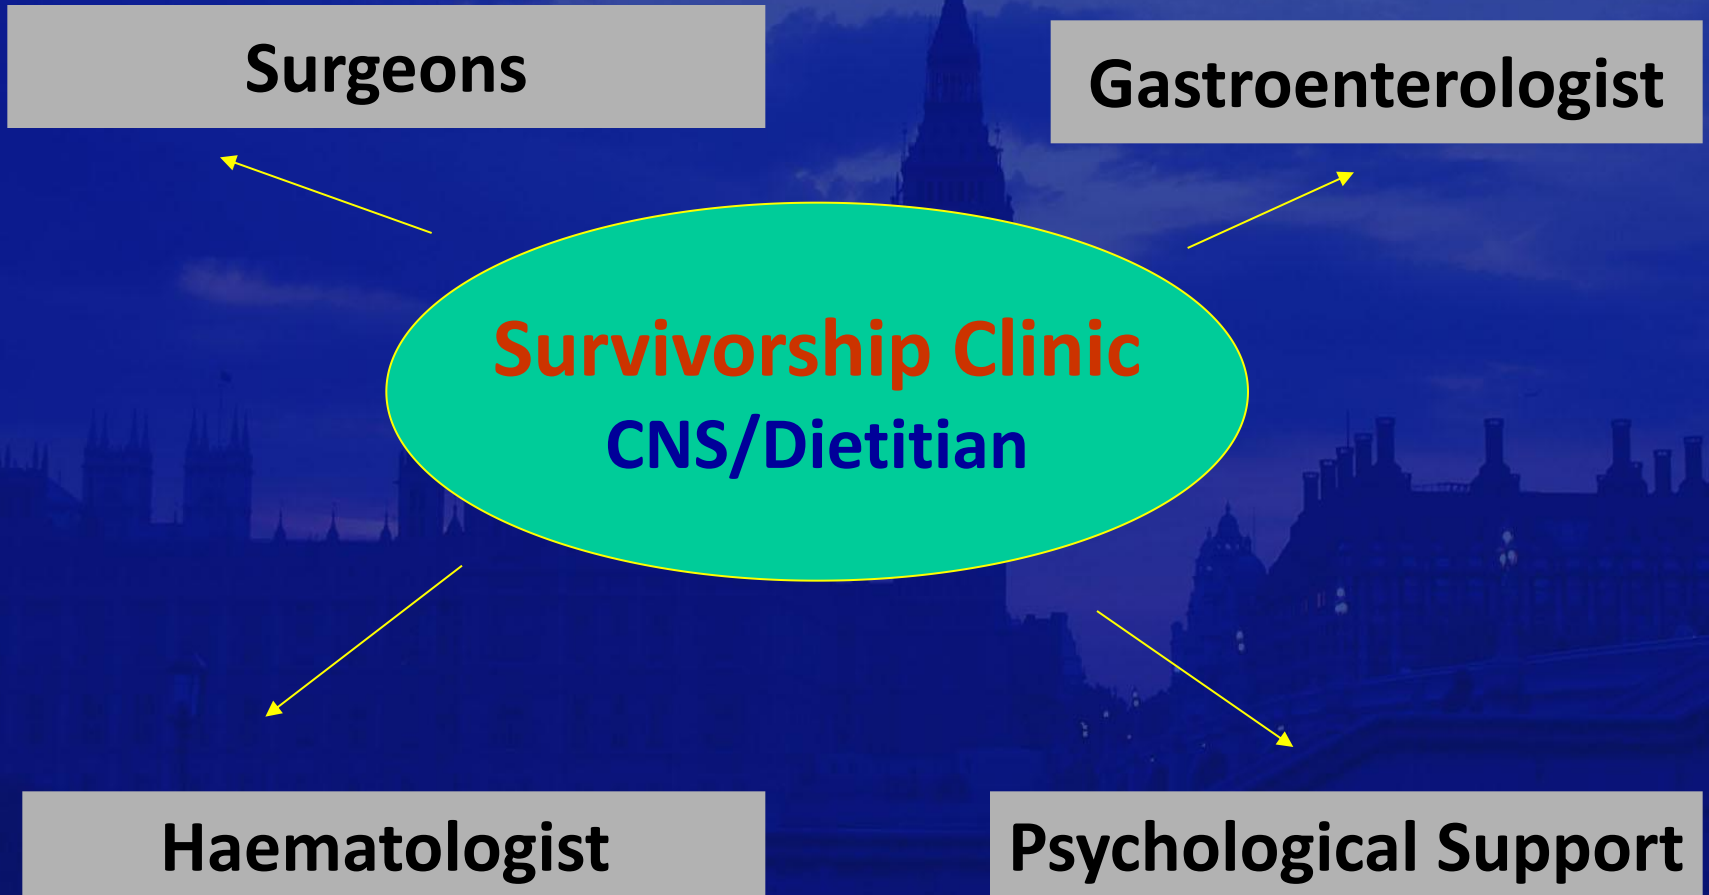 Surgeons
Gastroenterologist
Survivorship Clinic
CNS/Dietitian
Haematologist
Psychological Support